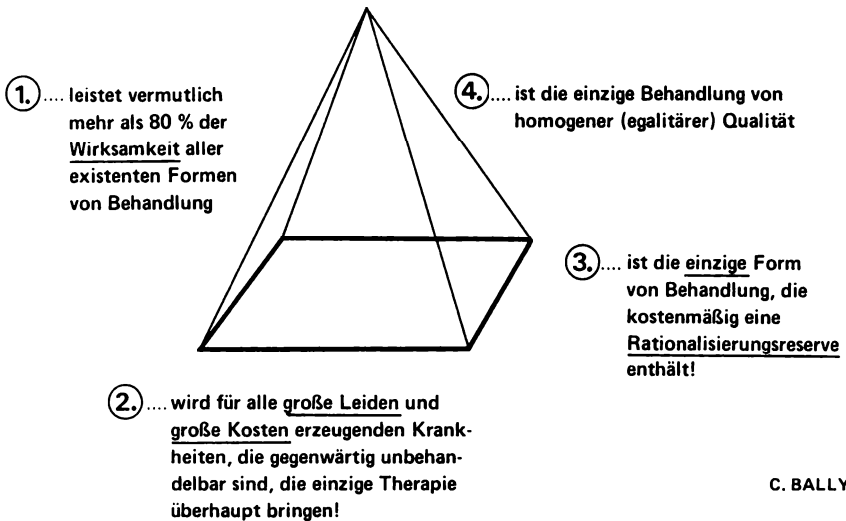 1. .... leistet vermutlich
mehr als 80 % der
Wirksamkeit aller
existenten Formen
von Behandlung
4. .... ist die einzige Behandlung von
homogener (egalitärer) Qualität
3. .... ist die einzige Form
von Behandlung, die
kostenmäßig eine
Rationalisierungsreserve
enthält!
2. .... wird für alle große Leiden und
große Kosten erzeugenden Krank-
heiten, die gegenwärtig unbehan-
delbar sind, die einzige Therapie
überhaupt bringen!
C. BALLY